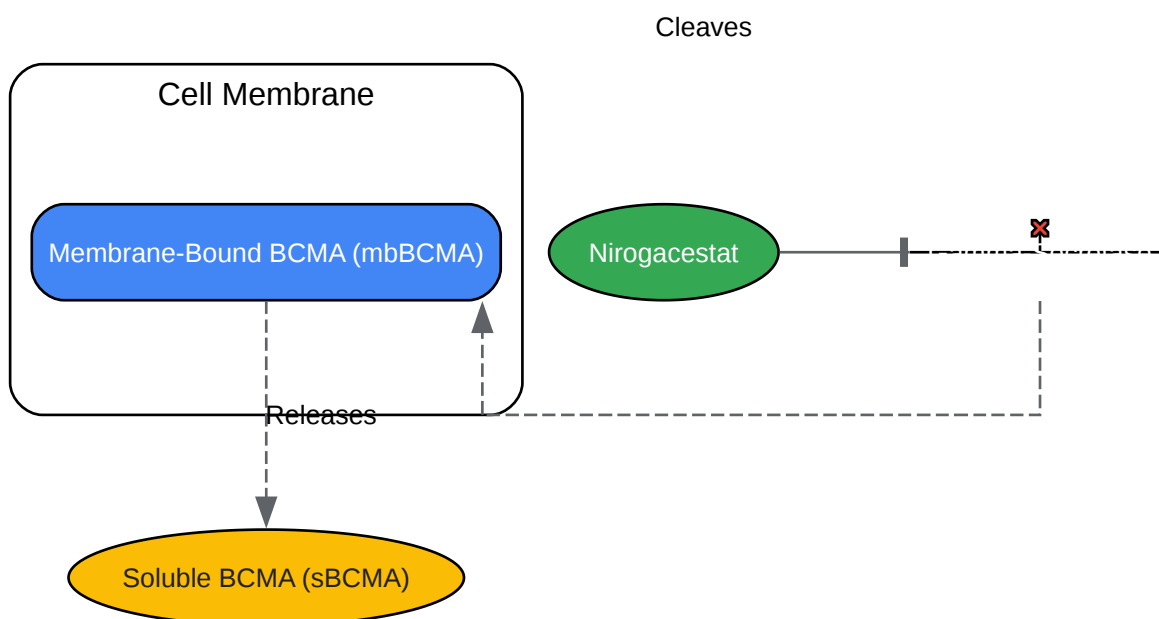 Cleaves
Cell Membrane
Membrane-Bound BCMA (mbBCMA)
Nirogacestat
Releases
Soluble BCMA (sBCMA)